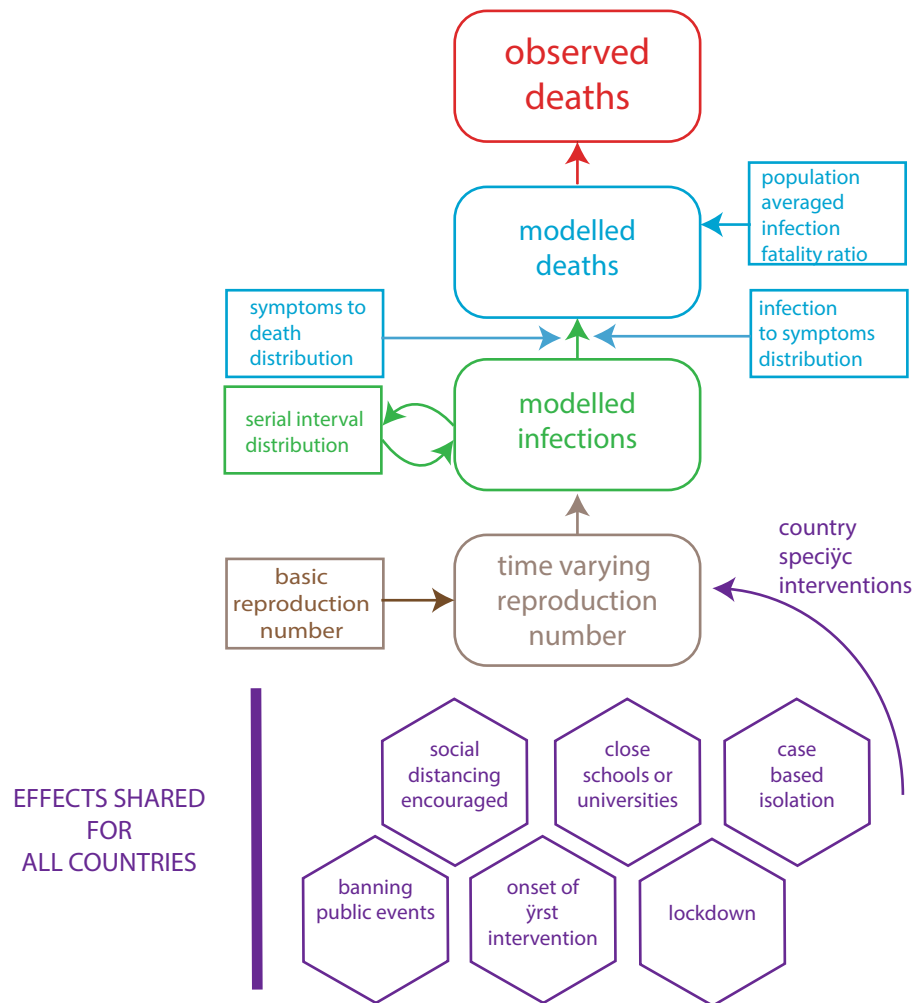 observed
deaths
population
averaged
infection
fatality ratio
modelled
deaths
symptoms to
death
distribution
infection
to symptoms
distribution
modelled
infections
serial interval
distribution
country
speciÿc
interventions
time varying
reproduction
number
basic
reproduction
number
social
distancing
encouraged
close
schools or
universities
case
based
isolation
EFFECTS SHARED
FOR
ALL COUNTRIES
banning
public events
onset of
ÿrst
intervention
lockdown